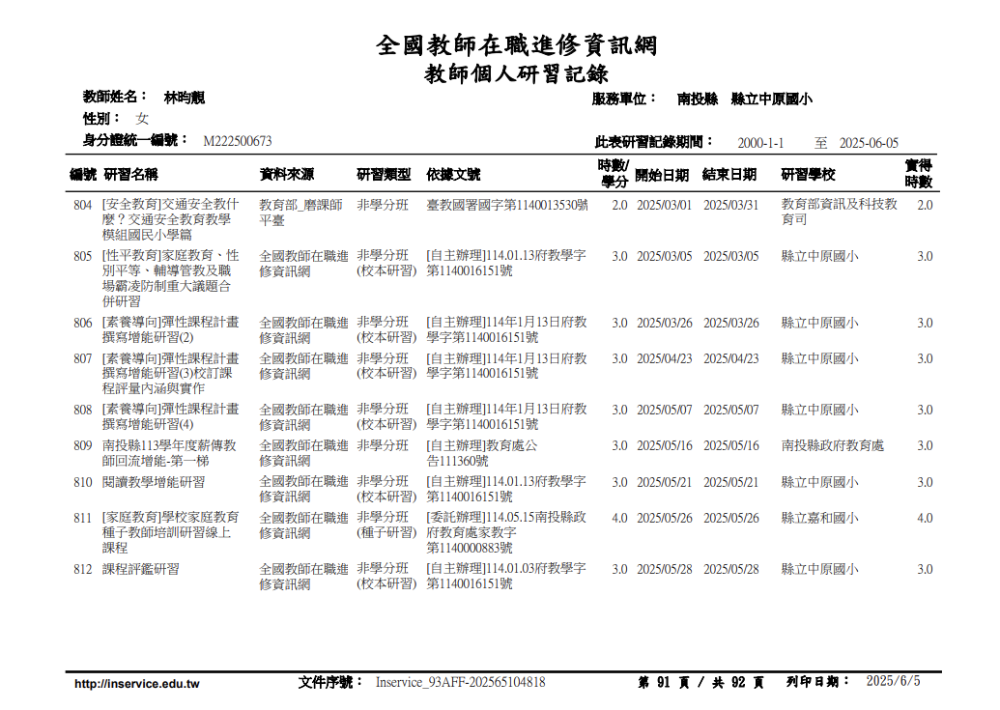 全國教師在職進修資訊網
教師個人研習記錄
教師姓名： 林昀靚 服務單位： 南投縣 縣立中原國小
性別： 女
身分證統一編號： M222500673 此表研習記錄期間： 2000-1-1 至 2025-06-05
編號 研習名稱 資料來源 研習類型 依據文號 時數/學分 開始日期 結束日期 研習學校 實得時數
804 [安全教育]交通安全教什 教育部_磨課師 非學分班 臺教國署國字第1140013530號 2.0 2025/03/01 2025/03/31 教育部資訊及科技教 2.0
麼？交通安全教育教學 平臺 育司
模組國民小學篇
805 [性平教育]家庭教育、性 全國教師在職進 非學分班 [自主辦理]114.01.13府教學字 3.0 2025/03/05 2025/03/05 縣立中原國小 3.0
別平等、輔導管教及職 修資訊網 (校本研習) 第1140016151號
場霸凌防制重大議題合
併研習
806 [素養導向]彈性課程計畫 全國教師在職進 非學分班 [自主辦理]114年1月13日府教 3.0 2025/03/26 2025/03/26 縣立中原國小 3.0
撰寫增能研習(2) 修資訊網 (校本研習) 學字第1140016151號
807 [素養導向]彈性課程計畫 全國教師在職進 非學分班 [自主辦理]114年1月13日府教 3.0 2025/04/23 2025/04/23 縣立中原國小 3.0
撰寫增能研習(3)校訂課 修資訊網 (校本研習) 學字第1140016151號
程評量內涵與實作
808 [素養導向]彈性課程計畫 全國教師在職進 非學分班 [自主辦理]114年1月13日府教 3.0 2025/05/07 2025/05/07 縣立中原國小 3.0
撰寫增能研習(4) 修資訊網 (校本研習) 學字第1140016151號
809 南投縣113學年度薪傳教 全國教師在職進 非學分班 [自主辦理]教育處公 3.0 2025/05/16 2025/05/16 南投縣政府教育處 3.0
師回流增能-第一梯 修資訊網 告111360號
810 閱讀教學增能研習 全國教師在職進 非學分班 [自主辦理]114.01.13府教學字 3.0 2025/05/21 2025/05/21 縣立中原國小 3.0
修資訊網 (校本研習) 第1140016151號
811 [家庭教育]學校家庭教育 全國教師在職進 非學分班 [委託辦理]114.05.15南投縣政 4.0 2025/05/26 2025/05/26 縣立嘉和國小 4.0
種子教師培訓研習線上 修資訊網 (種子研習) 府教育處家教字
課程 第1140000883號
812 課程評鑑研習 全國教師在職進 非學分班 [自主辦理]114.01.03府教學字 3.0 2025/05/28 2025/05/28 縣立中原國小 3.0
修資訊網 (校本研習) 第1140016151號
http://inservice.edu.tw 文件序號： Inservice_93AFF-202565104818 第 91 頁 / 共 92 頁 列印日期： 2025/6/5